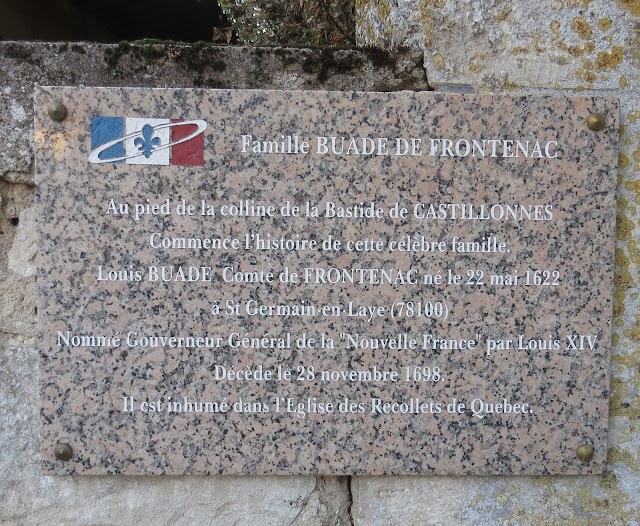 Famille BUADE DE FRONTENAC
Au pied de la colline de la Bastide de CASTILLONNES
Commence l'histoire de cette célèbre famille.
Louis BUADE Comte de FRONTENAC né le 22 mai 1622
à St Germain-en-Laye (78100)
Nommé Gouverneur Général de la "Nouvelle France" par Louis XIV
Décédé le 28 novembre 1698.
Il est inhumé dans l'Eglise des Recollets de Quebec.